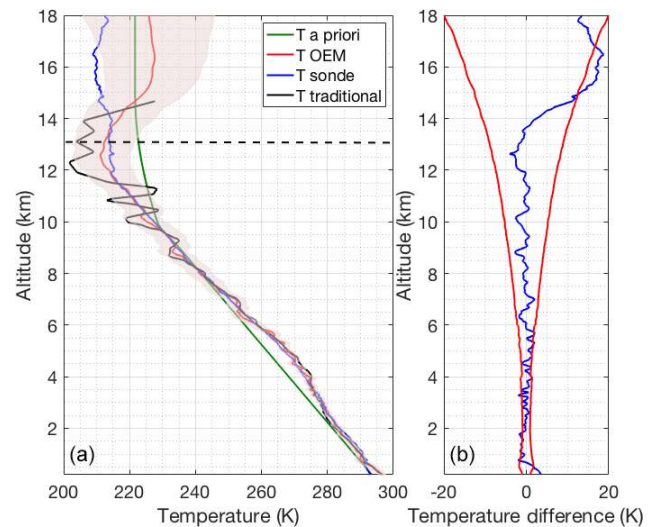 18
16
14
12
10
8
6
4
2
Altitude (km)
200
220
240
260
280
300
Temperature (K)
(a)
T a priori
T OEM
T sonde
T traditional
18
16
14
12
10
8
6
4
2
Altitude (km)
-20
-10
0
10
20
Temperature difference (K)
(b)